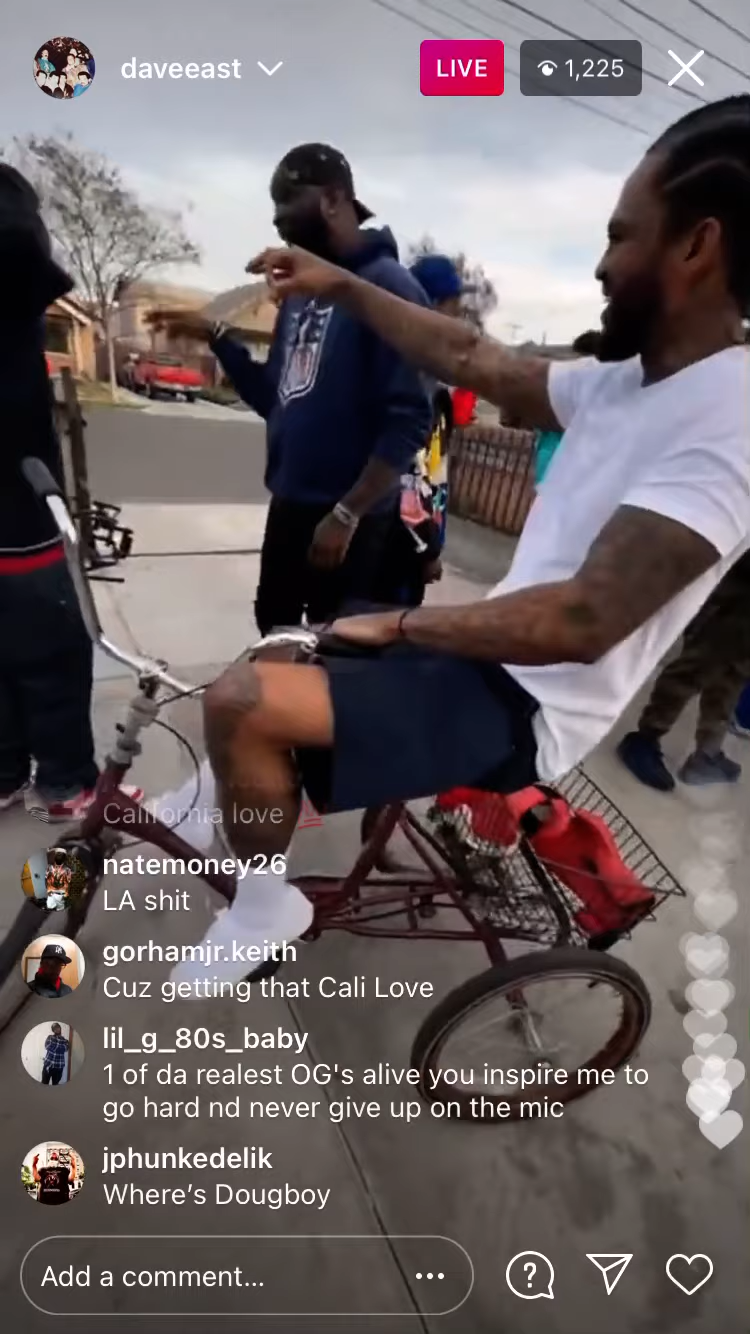 daveeast
LIVE
1,225
NFL
California love
natemoney26
LA shit
gorhamjr.keith
Cuz getting that Cali Love
lil_g_80s_baby
1 of da realest OG's alive you inspire me to
go hard nd never give up on the mic
jphunkedelik
Where’s Dougboy
Add a comment...